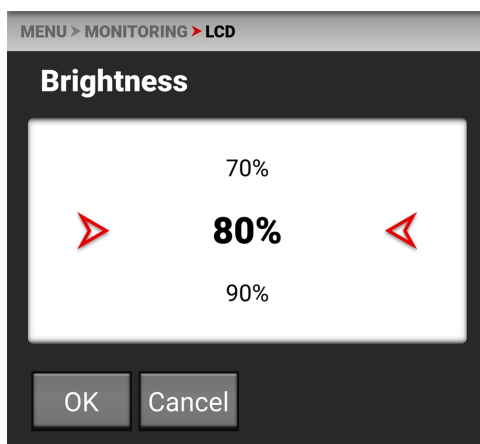 MENU > MONITORING > LCD
Brightness
70%
80%
90%
OK Cancel